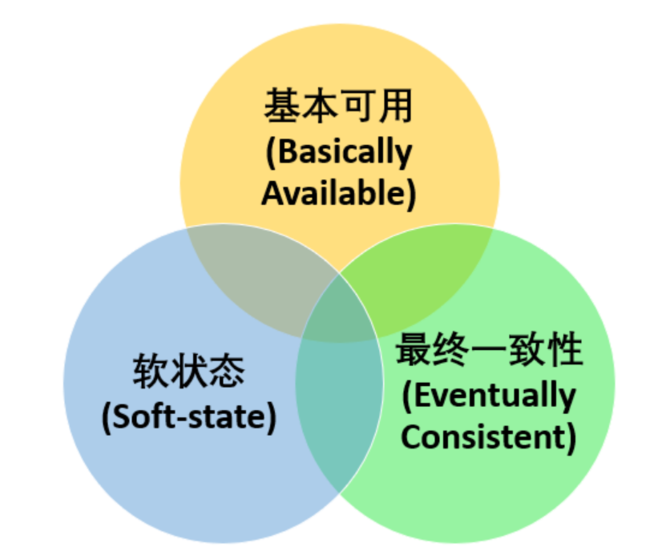 基本可用
(Basically
Available)
软状态
(Soft-state)
最终一致性
(Eventually
Consistent)